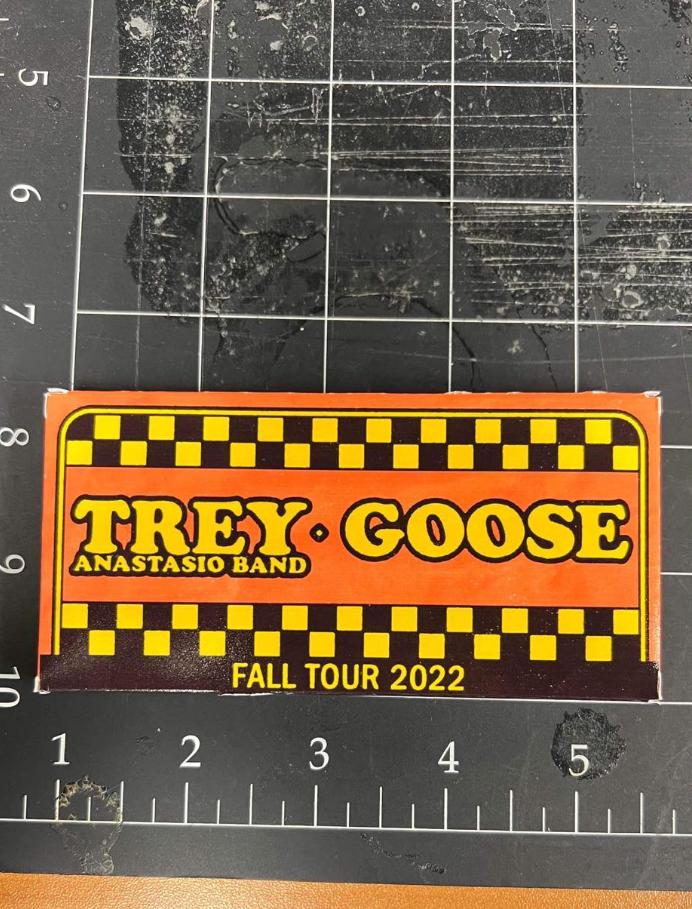 5
6
7
8
9
10
TREY · GOOSE
ANASTASIO BAND
FALL TOUR 2022
1 2 3 4 5